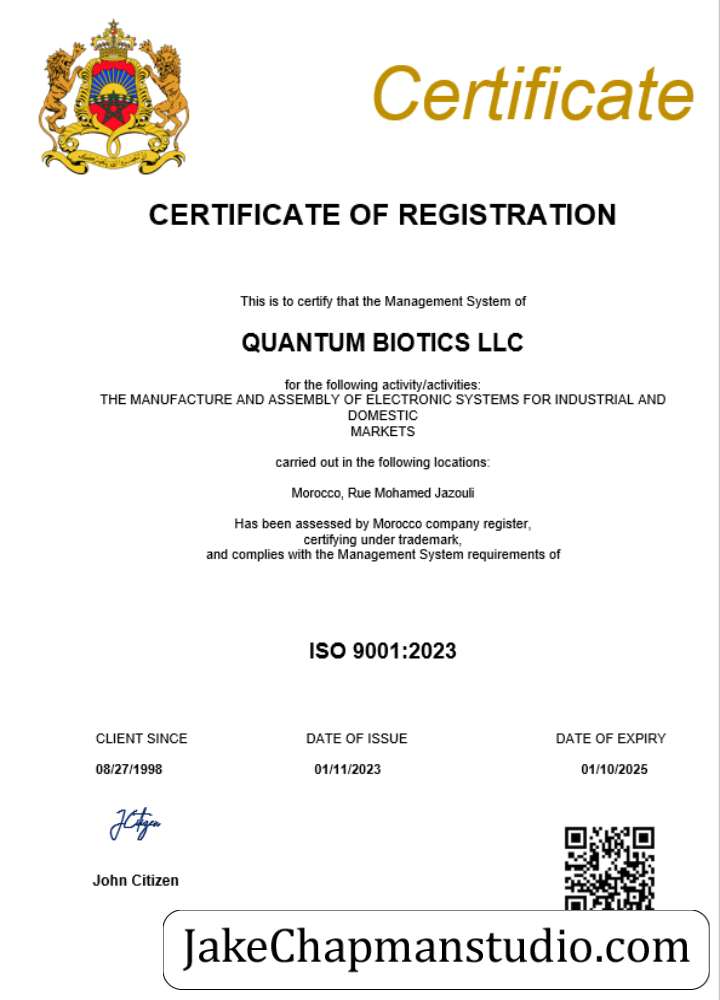 Certificate
CERTIFICATE OF REGISTRATION
This is to certify that the Management System of
QUANTUM BIOTICS LLC
for the following activity/activities:
THE MANUFACTURE AND ASSEMBLY OF ELECTRONIC SYSTEMS FOR INDUSTRIAL AND
DOMESTIC
MARKETS
carried out in the following locations:
Morocco, Rue Mohamed Jazouli
Has been assessed by Morocco company register,
certifying under trademark,
and complies with the Management System requirements of
ISO 9001:2023
CLIENT SINCE DATE OF ISSUE DATE OF EXPIRY
08/27/1998 01/11/2023 01/10/2025
JCitizen
John Citizen
JakeChapmanstudio.com